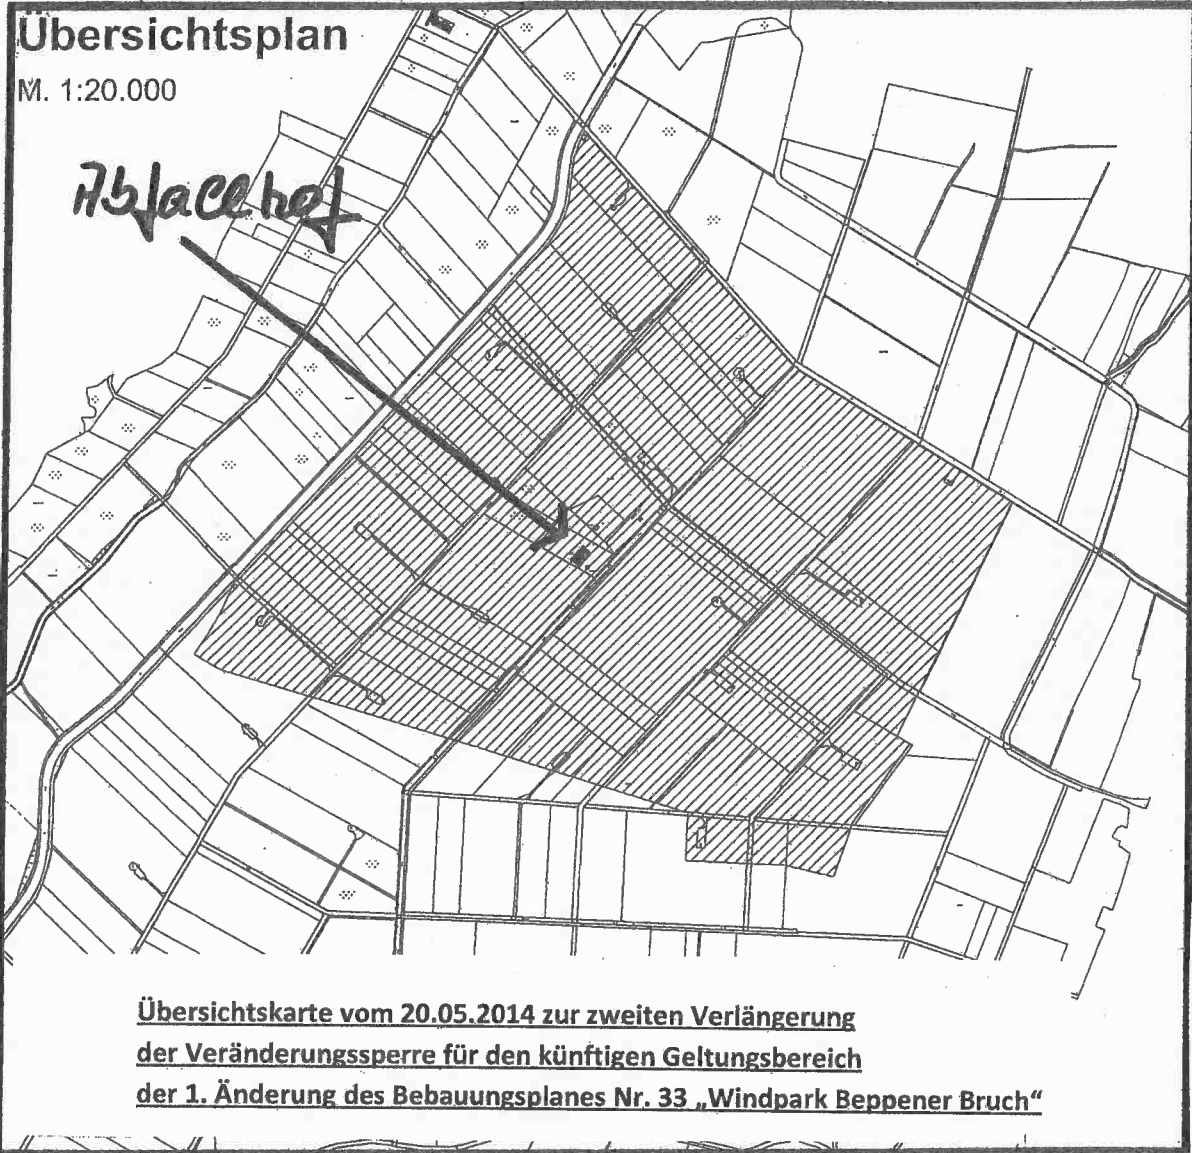 Übersichtsplan
M. 1:20.000
Abfallhof
Übersichtskarte vom 20.05.2014 zur zweiten Verlängerung
der Veränderungssperre für den künftigen Geltungsbereich
der 1. Änderung des Bebauungsplanes Nr. 33 „Windpark Beppener Bruch“